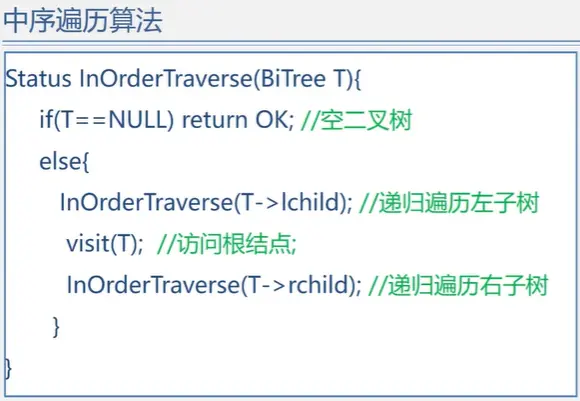 中序遍历算法
Status InOrderTraverse(BiTree T){
if(T==NULL) return OK; //空二叉树
else{
InOrderTraverse(T->lchild); //递归遍历左子树
visit(T); //访问根结点;
InOrderTraverse(T->rchild); //递归遍历右子树
}
}